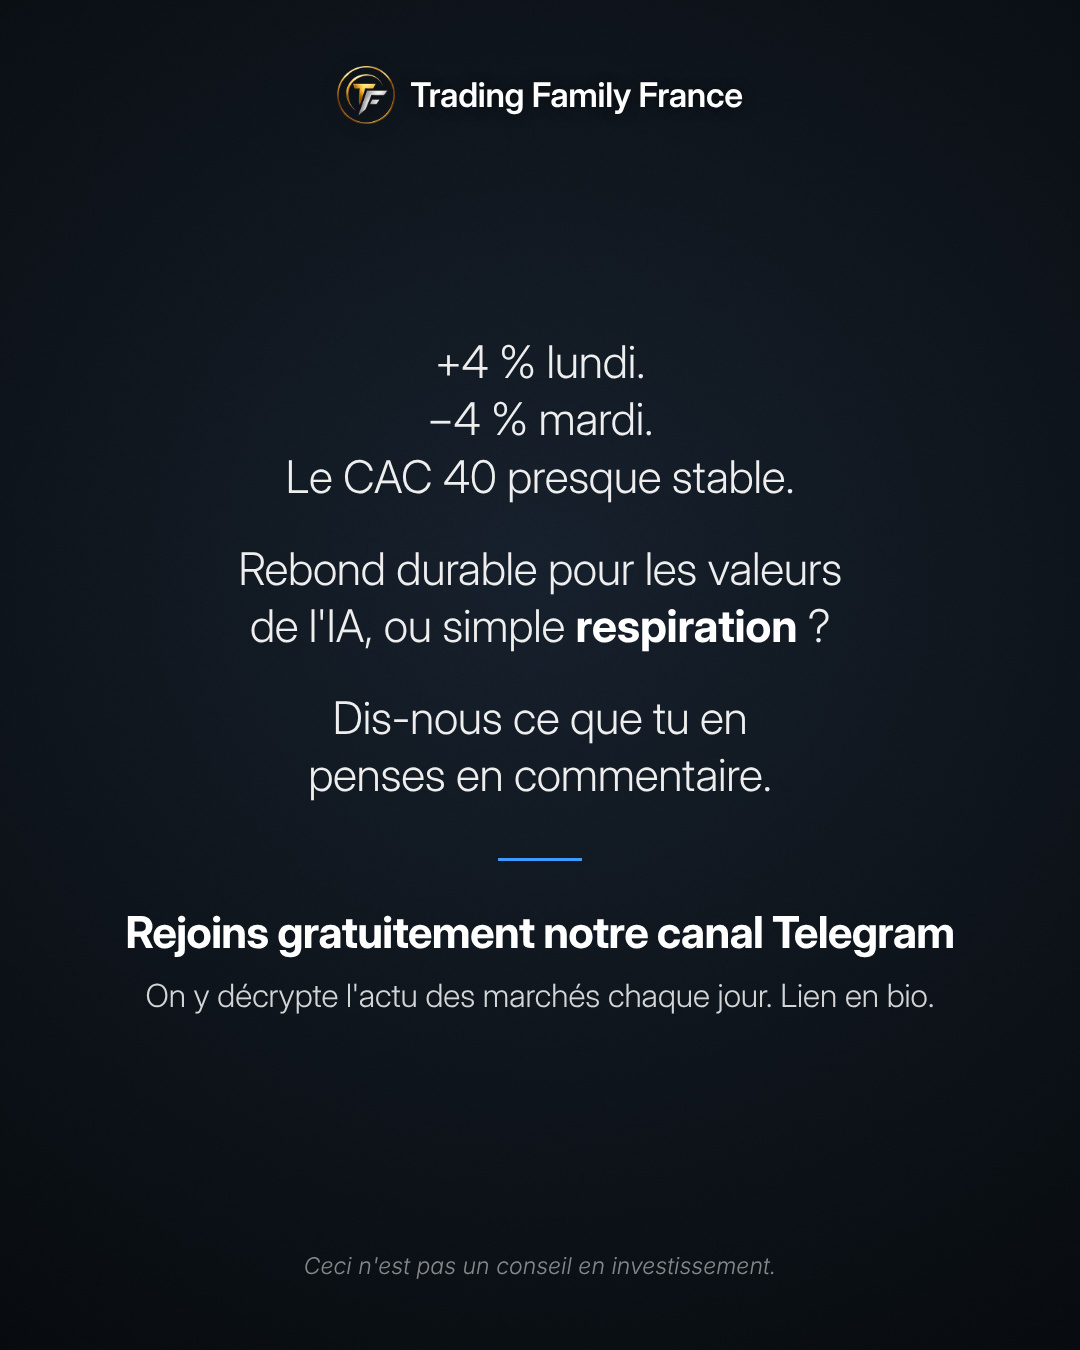 TF Trading Family France
+4 % lundi.
−4 % mardi.
Le CAC 40 presque stable.
Rebond durable pour les valeurs
de l'IA, ou simple respiration ?
Dis-nous ce que tu en
penses en commentaire.
Rejoins gratuitement notre canal Telegram
On y décrypte l'actu des marchés chaque jour. Lien en bio.
Ceci n'est pas un conseil en investissement.